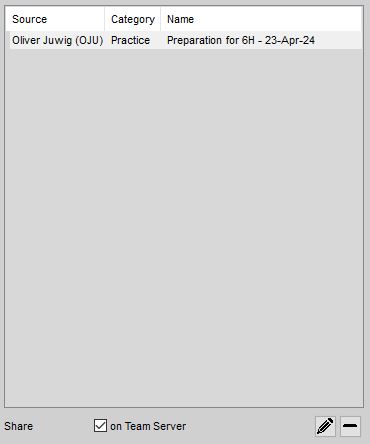 Source Category Name
Oliver Juwig (OJU) Practice Preparation for 6H - 23-Apr-24
Share on Team Server